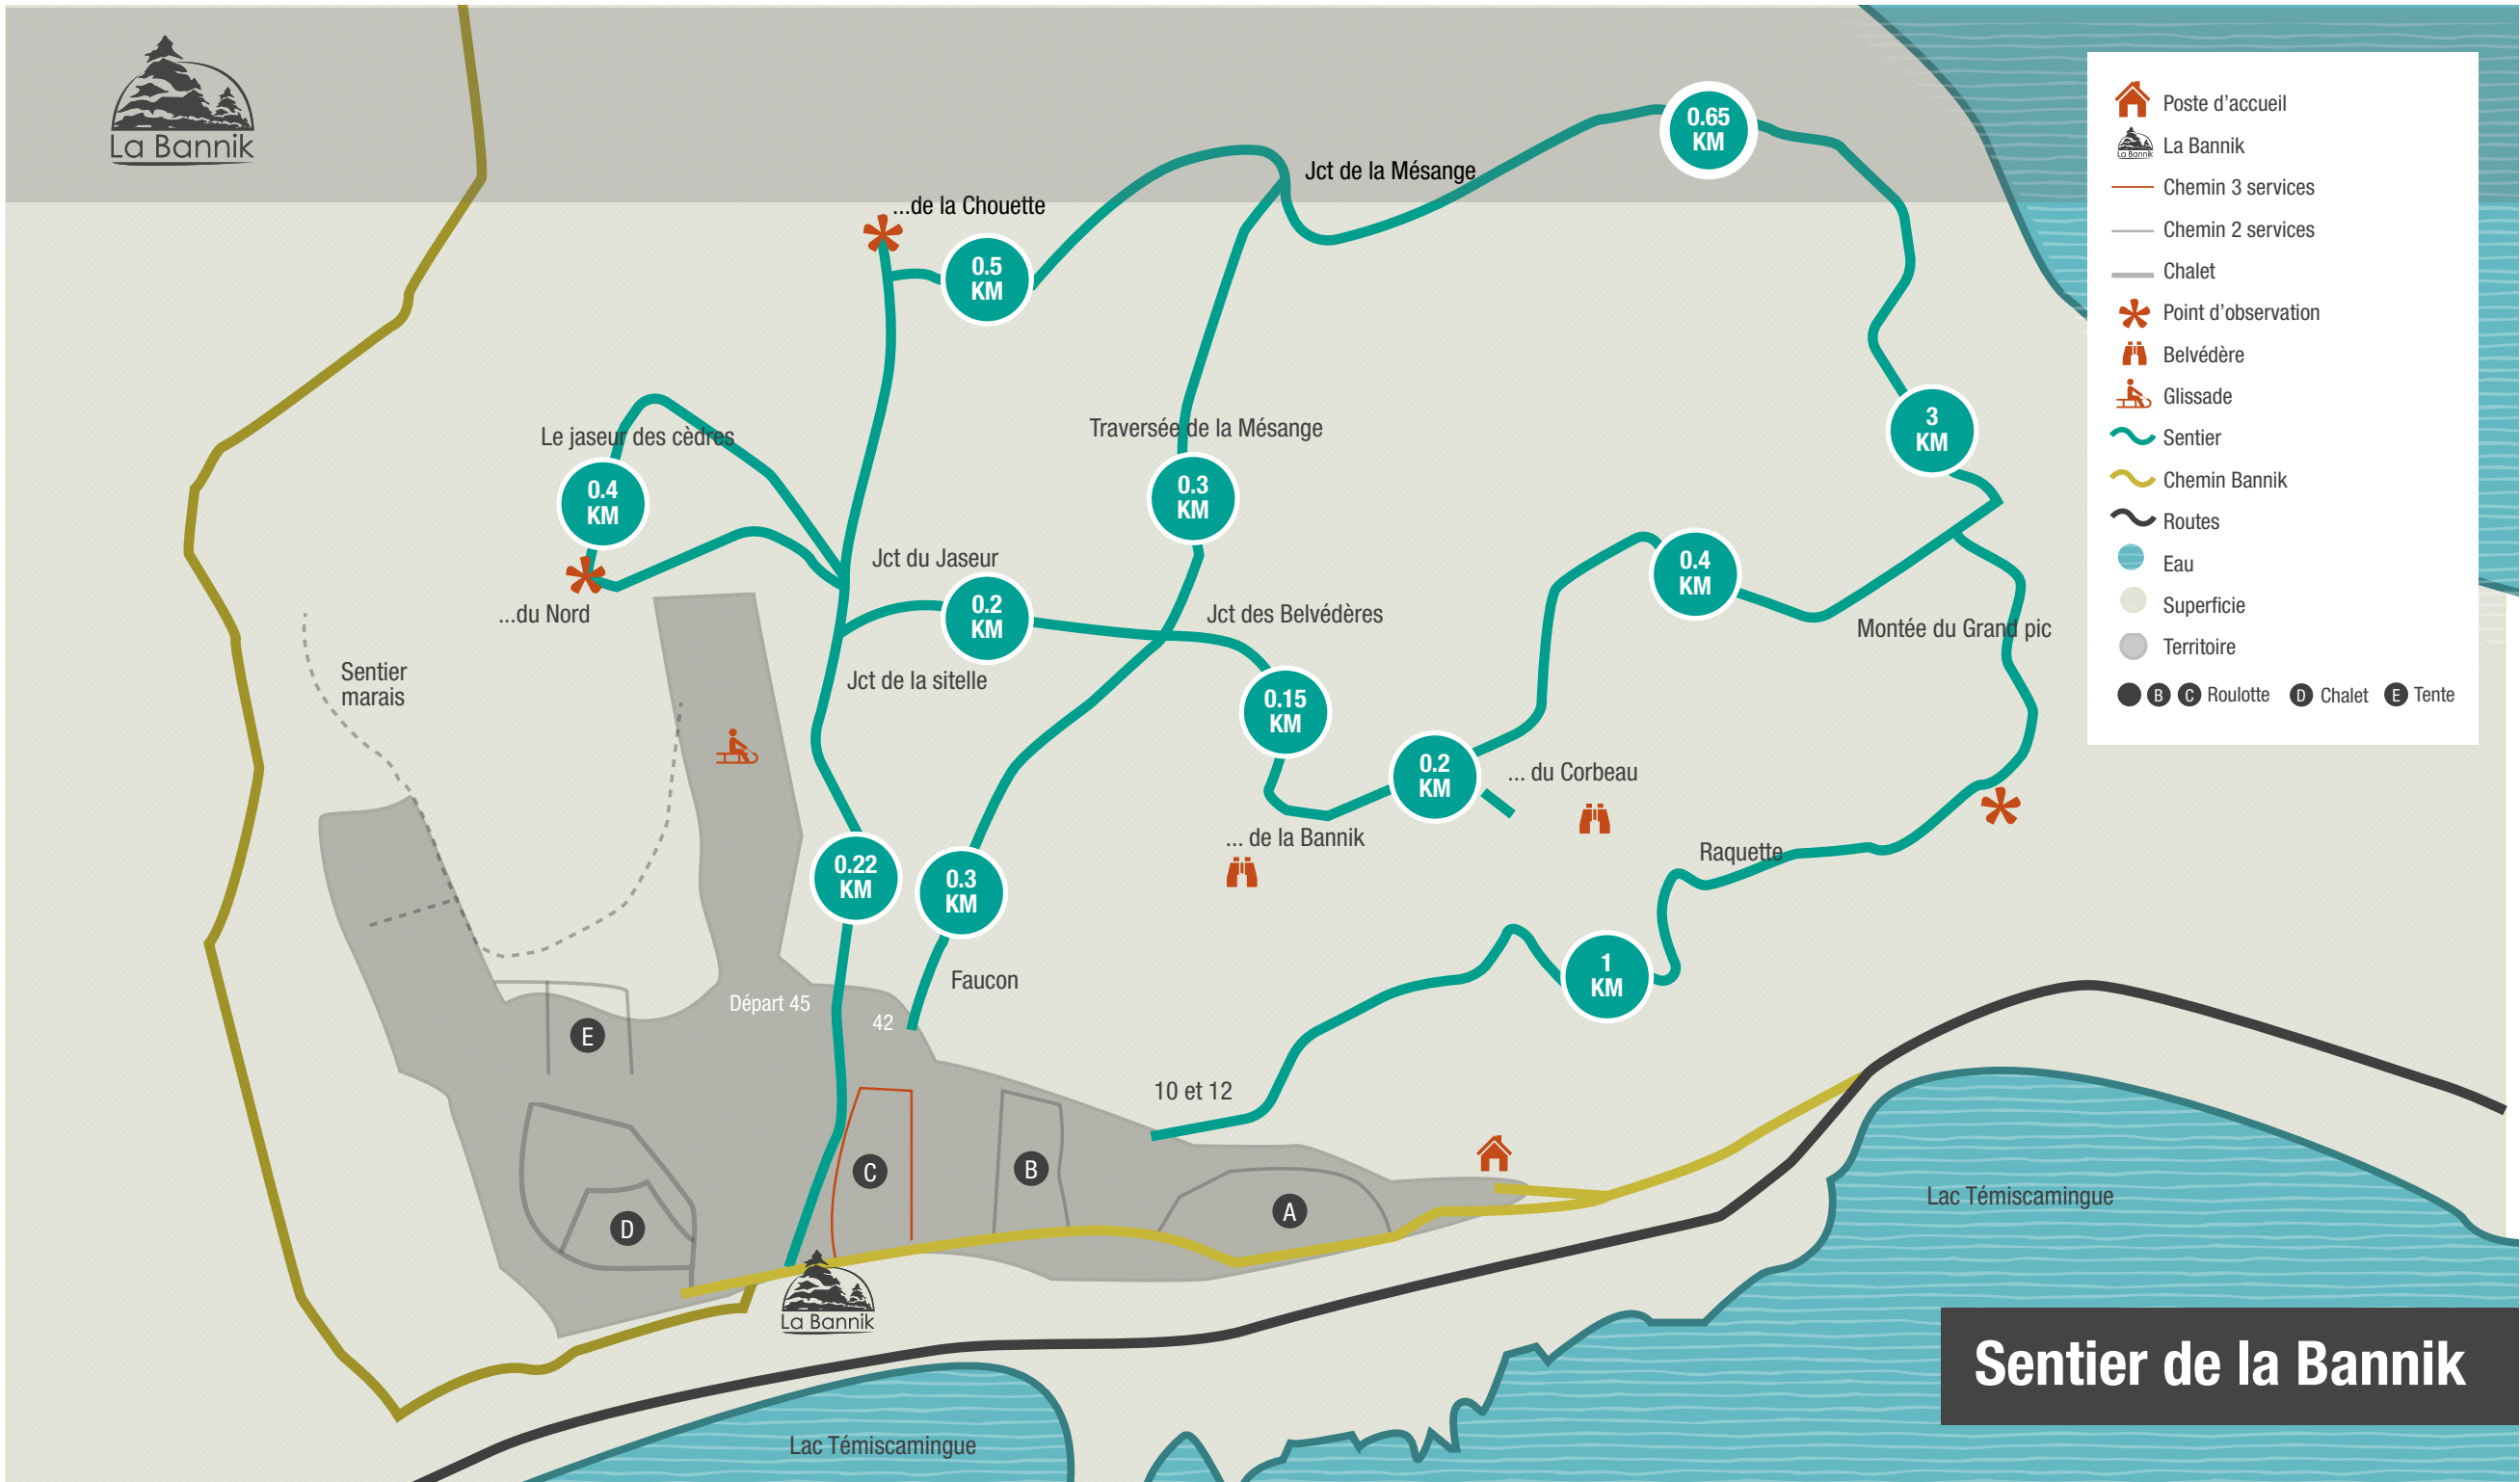 La Bannik
0.65
KM
Jct de la Mésange
...de la Chouette
0.5
KM
3
KM
Le jaseur des cèdres
Traversée de la Mésange
0.4
KM
0.3
KM
Jct du Jaseur
0.4
KM
...du Nord
0.2
KM
Jct des Belvédères
Montée du Grand pic
Sentier
marais
Jct de la sitelle
0.15
KM
0.2
KM
... du Corbeau
... de la Bannik
Raquette
0.22
KM
0.3
KM
1
KM
Faucon
Départ 45
42
E
10 et 12
C
B
A
D
La Bannik
Lac Témiscamingue
Lac Témiscamingue
Poste d'accueil
La Bannik
La Bannik
Chemin 3 services
Chemin 2 services
Chalet
Point d'observation
Belvédère
Glissade
Sentier
Chemin Bannik
Routes
Eau
Superficie
Territoire
B C Roulotte D Chalet E Tente
Sentier de la Bannik